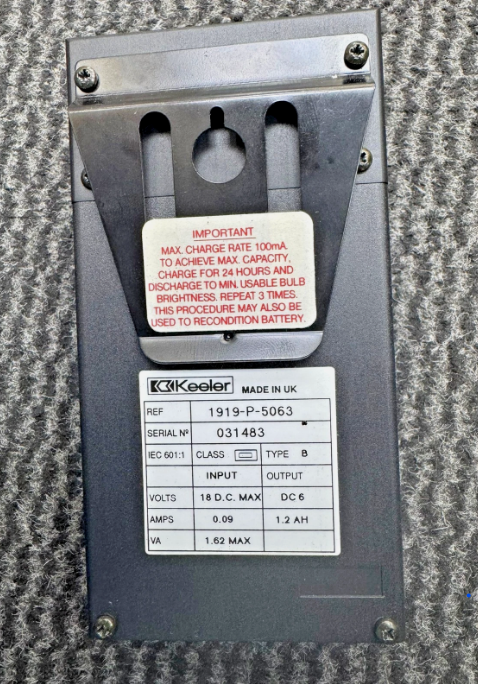 IMPORTANT
MAX. CHARGE RATE 100mA.
TO ACHIEVE MAX. CAPACITY,
CHARGE FOR 24 HOURS AND
DISCHARGE TO MIN. USABLE BULB
BRIGHTNESS. REPEAT 3 TIMES.
THIS PROCEDURE MAY ALSO BE
USED TO RECONDITION BATTERY.
Keeler MADE IN UK
REF 1919-P-5063
SERIAL Nº 031483
IEC 601:1 CLASS TYPE B
INPUT OUTPUT
VOLTS 18 D.C. MAX DC 6
AMPS 0.09 1.2 AH
VA 1.62 MAX